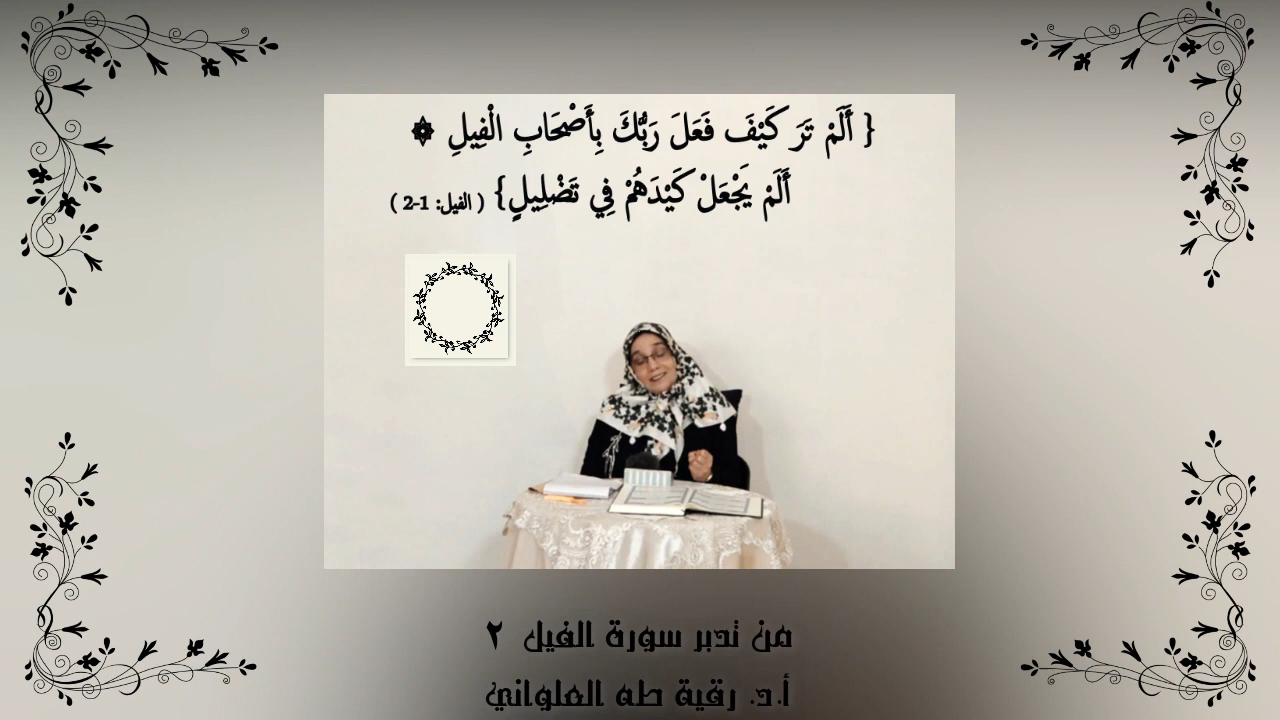 { أَلَمْ تَرَ كَيْفَ فَعَلَ رَبُّكَ بِأَصْحَابِ الْفِيلِ ۞
أَلَمْ يَجْعَلْ كَيْدَهُمْ فِي تَضْلِيلٍ} ( الفيل: 1-2 )
من تدبر سورة الفيل ٢
أ.د. رقية طه العلواني